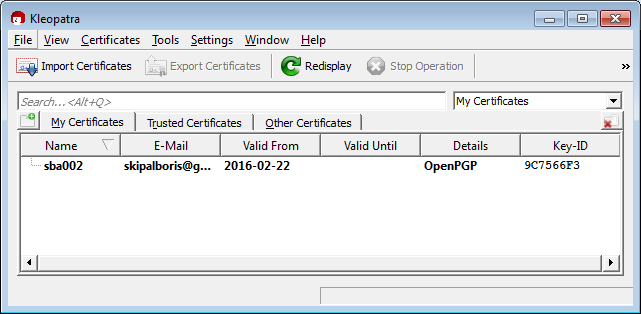 Kleopatra
File View Certificates Tools Settings Window Help
Import Certificates Export Certificates Redisplay Stop Operation »
Search...<Alt+Q> My Certificates
My Certificates Trusted Certificates Other Certificates
Name E-Mail Valid From Valid Until Details Key-ID
sba002 skipalboris@g... 2016-02-22 OpenPGP 9C7566F3